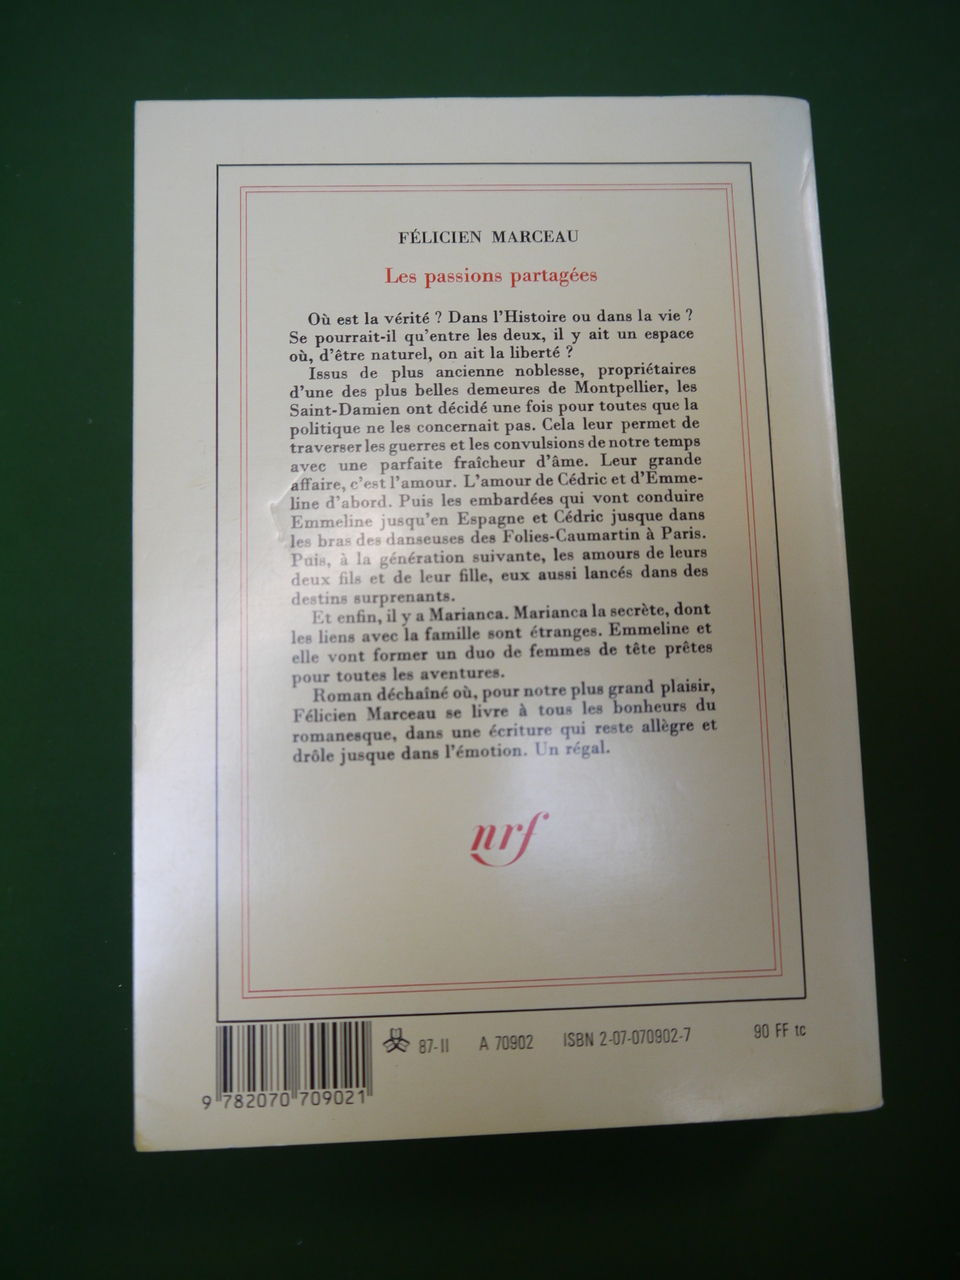 FÉLICIEN MARCEAU
Les passions partagées
Où est la vérité ? Dans l'Histoire ou dans la vie ?
Se pourrait-il qu'entre les deux, il y ait un espace
où, d'être naturel, on ait la liberté ?
Issus de plus ancienne noblesse, propriétaires
d'une des plus belles demeures de Montpellier, les
Saint-Damien ont décidé une fois pour toutes que la
politique ne les concernait pas. Cela leur permet de
traverser les guerres et les convulsions de notre temps
avec une parfaite fraîcheur d'âme. Leur grande
affaire, c'est l'amour. L'amour de Cédric et d'Emme-
line d'abord. Puis les embardées qui vont conduire
Emmeline jusqu'en Espagne et Cédric jusque dans
les bras des danseuses des Folies-Caumartin à Paris.
Puis, à la génération suivante, les amours de leurs
deux fils et de leur fille, eux aussi lancés dans des
destins surprenants.
Et enfin, il y a Marianca. Marianca la secrète, dont
les liens avec la famille sont étranges. Emmeline et
elle vont former un duo de femmes de tête prêtes
pour toutes les aventures.
Roman déchaîné où, pour notre plus grand plaisir,
Félicien Marceau se livre à tous les bonheurs du
romanesque, dans une écriture qui reste allègre et
drôle jusque dans l'émotion. Un régal.
nrf
87-II A 70902 ISBN 2-07-070902-7 90 FF tc
9 782070 709021